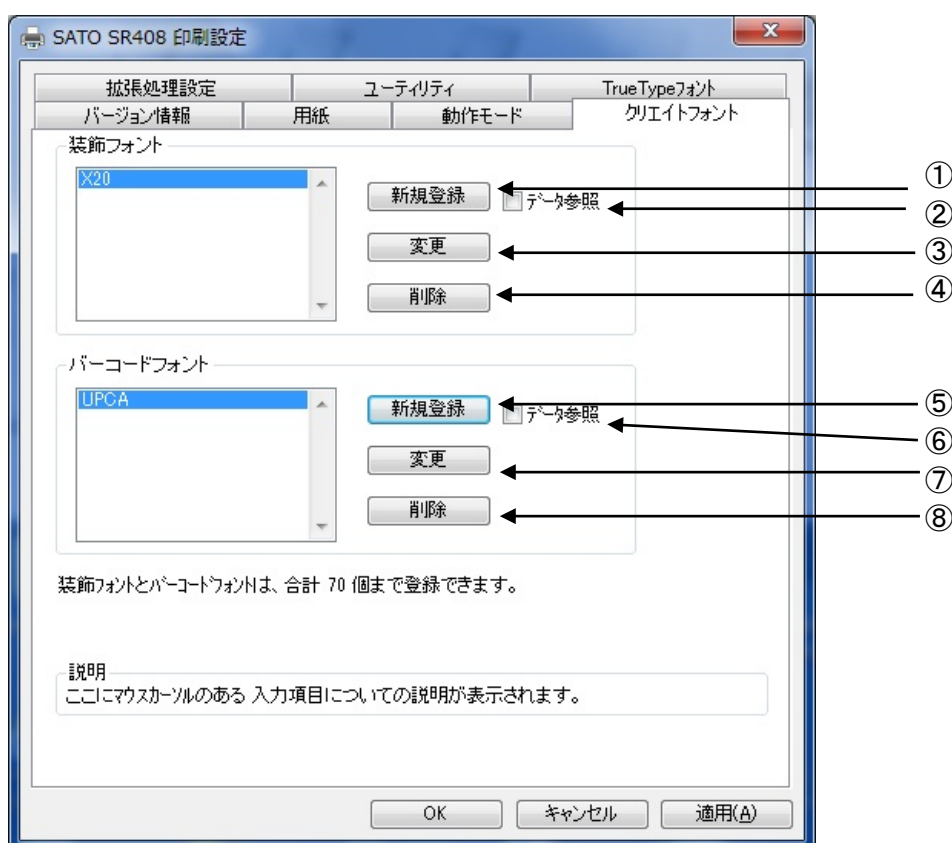 SATO SR408 印刷設定
拡張処理設定 ユーティリティ TrueTypeフォント
バージョン情報 用紙 動作モード クリエイトフォント
装飾フォント
X20
新規登録 データ参照
変更
削除
①
②
③
④
バーコードフォント
UPCA
新規登録 データ参照
変更
削除
⑤
⑥
⑦
⑧
装飾フォントとバーコードフォントは、合計 70 個まで登録できます。
説明
ここにマウスカーソルのある 入力項目についての説明が表示されます。
OK キャンセル 適用(A)